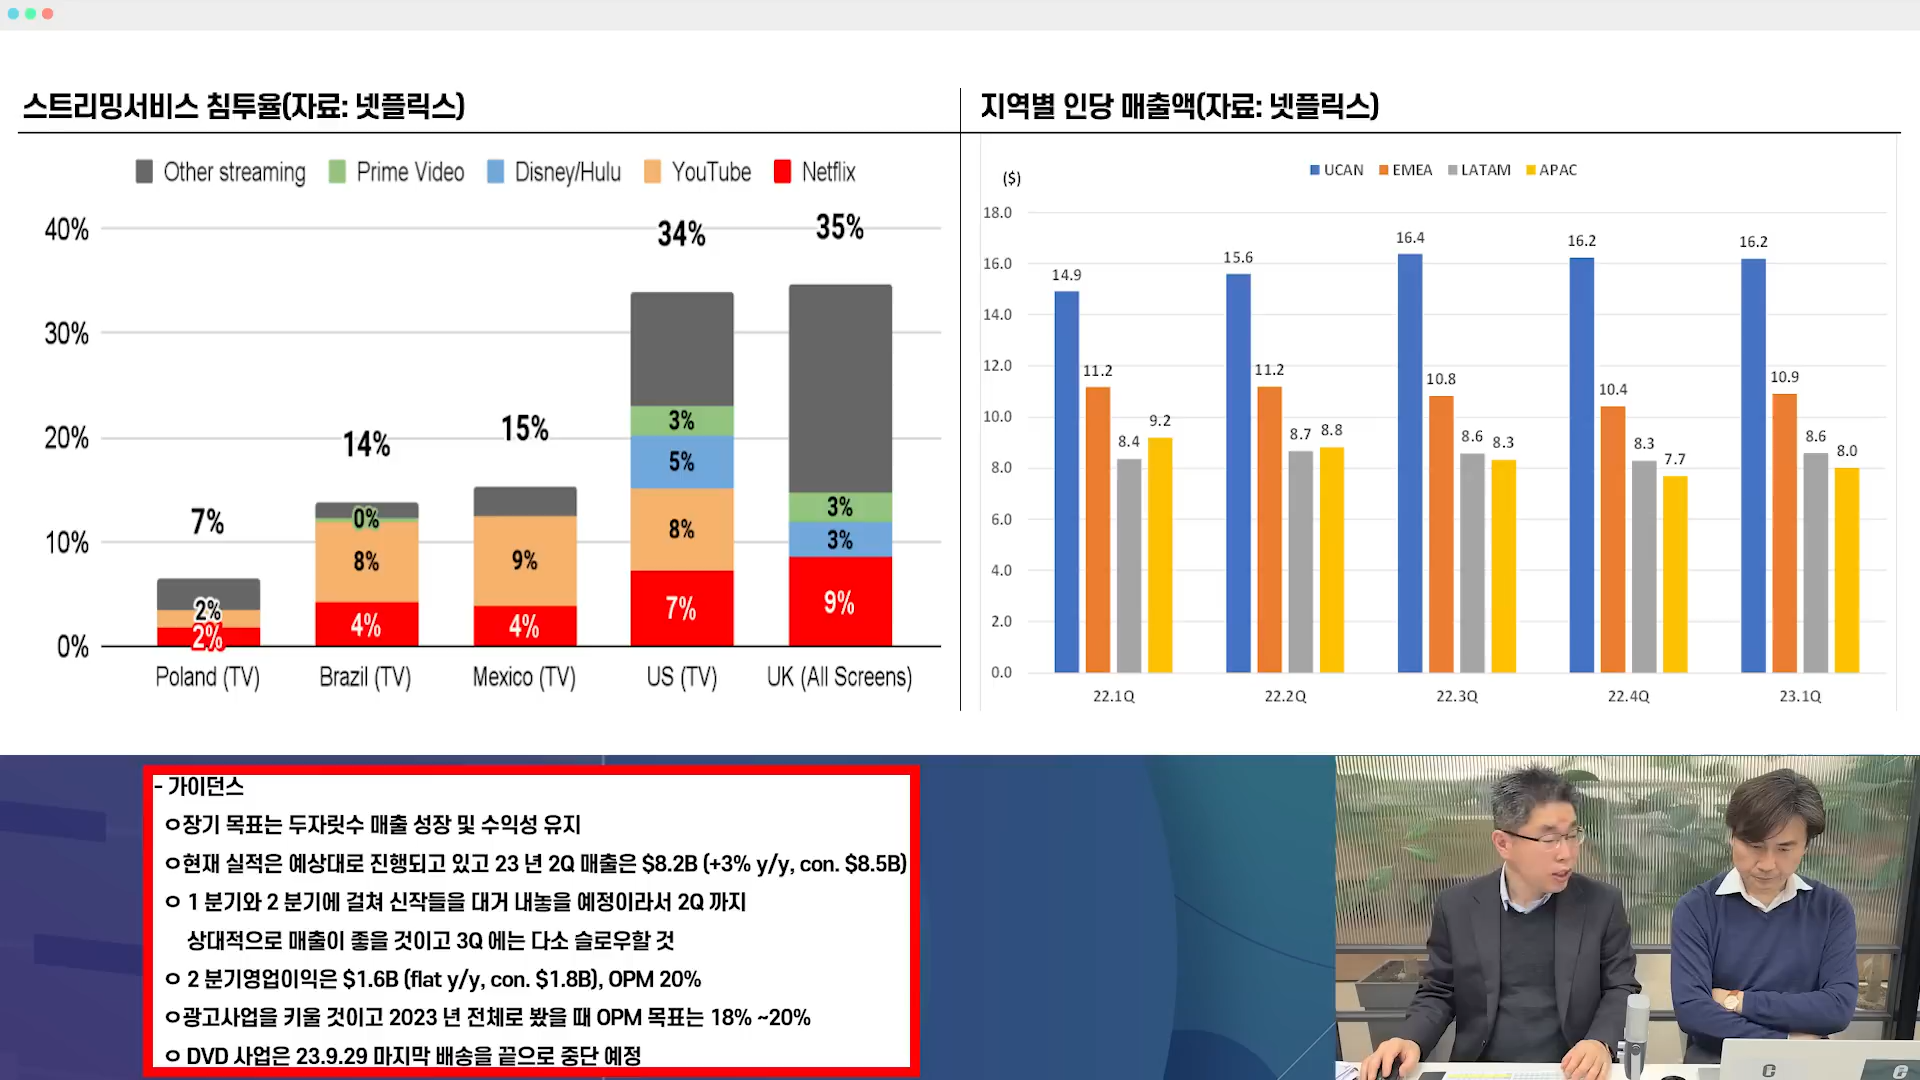 스트리밍서비스 침투율(자료: 넷플릭스)
Other streaming Prime Video Disney/Hulu YouTube Netflix
40%
30%
20%
10%
0%
7%
2%
2%
14%
0%
8%
4%
15%
9%
4%
34%
3%
5%
8%
7%
35%
3%
3%
9%
Poland (TV) Brazil (TV) Mexico (TV) US (TV) UK (All Screens)
지역별 인당 매출액(자료: 넷플릭스)
($)
UCAN EMEA LATAM APAC
18.0
16.0
14.0
12.0
10.0
8.0
6.0
4.0
2.0
0.0
14.9 11.2 8.4 9.2
15.6 11.2 8.7 8.8
16.4 10.8 8.6 8.3
16.2 10.4 8.3 7.7
16.2 10.9 8.6 8.0
22.1Q 22.2Q 22.3Q 22.4Q 23.1Q
- 가이던스
ㅇ장기 목표는 두자릿수 매출 성장 및 수익성 유지
ㅇ현재 실적은 예상대로 진행되고 있고 23 년 2Q 매출은 $8.2B (+3% y/y, con. $8.5B)
ㅇ 1 분기와 2 분기에 걸쳐 신작들을 대거 내놓을 예정이라서 2Q 까지
상대적으로 매출이 좋을 것이고 3Q 에는 다소 슬로우할 것
ㅇ 2 분기영업이익은 $1.6B (flat y/y, con. $1.8B), OPM 20%
ㅇ광고사업을 키울 것이고 2023 년 전체로 봤을 때 OPM 목표는 18% ~20%
ㅇ DVD 사업은 23.9.29 마지막 배송을 끝으로 중단 예정